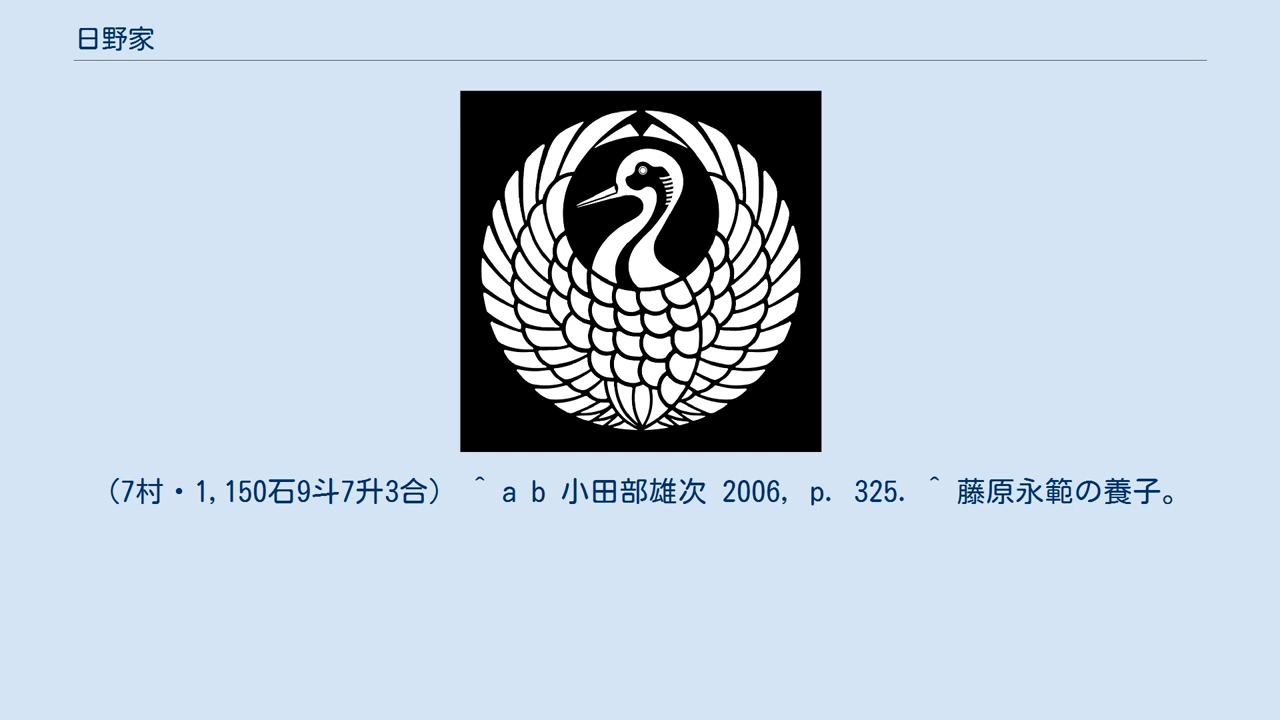 日野家
（7村・1,150石9斗7升3合） ^ a b 小田部雄次 2006, p. 325. ^ 藤原永範の養子。